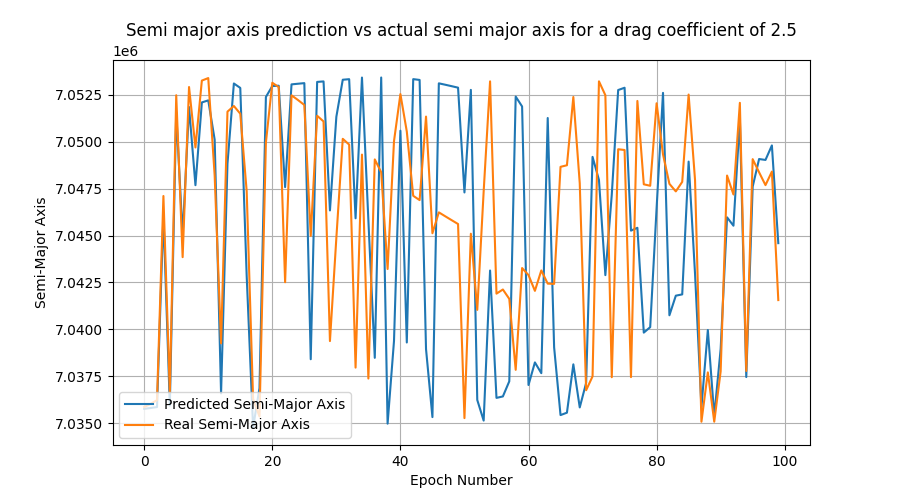 Semi major axis prediction vs actual semi major axis for a drag coefficient of 2.5
1e6
7.0525
7.0500
7.0475
7.0450
7.0425
7.0400
7.0375
7.0350
Semi-Major Axis
Predicted Semi-Major Axis
Real Semi-Major Axis
0 20 40 60 80 100
Epoch Number